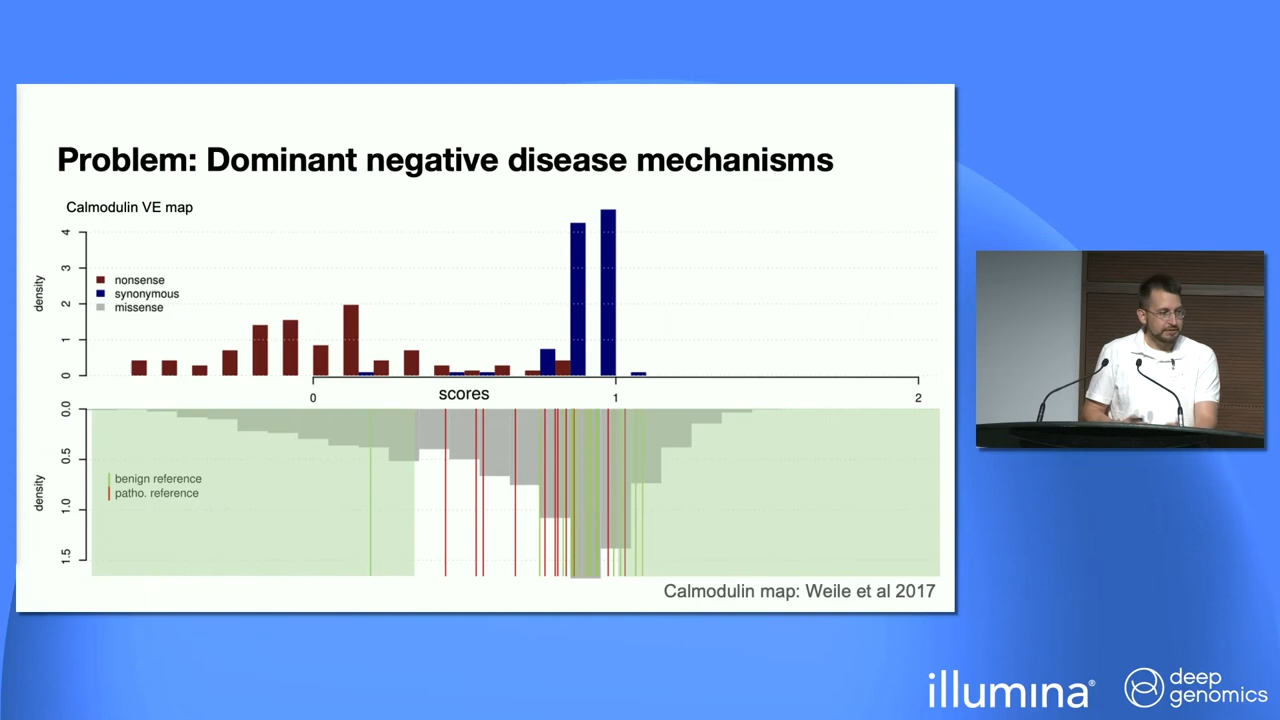 Problem: Dominant negative disease mechanisms
Calmodulin VE map
density
4
3
2
1
0
nonsense
synonymous
missense
0
scores
1
2
density
0.0
0.5
1.0
1.5
benign reference
patho. reference
Calmodulin map: Weile et al 2017
illumina®
deep
genomics